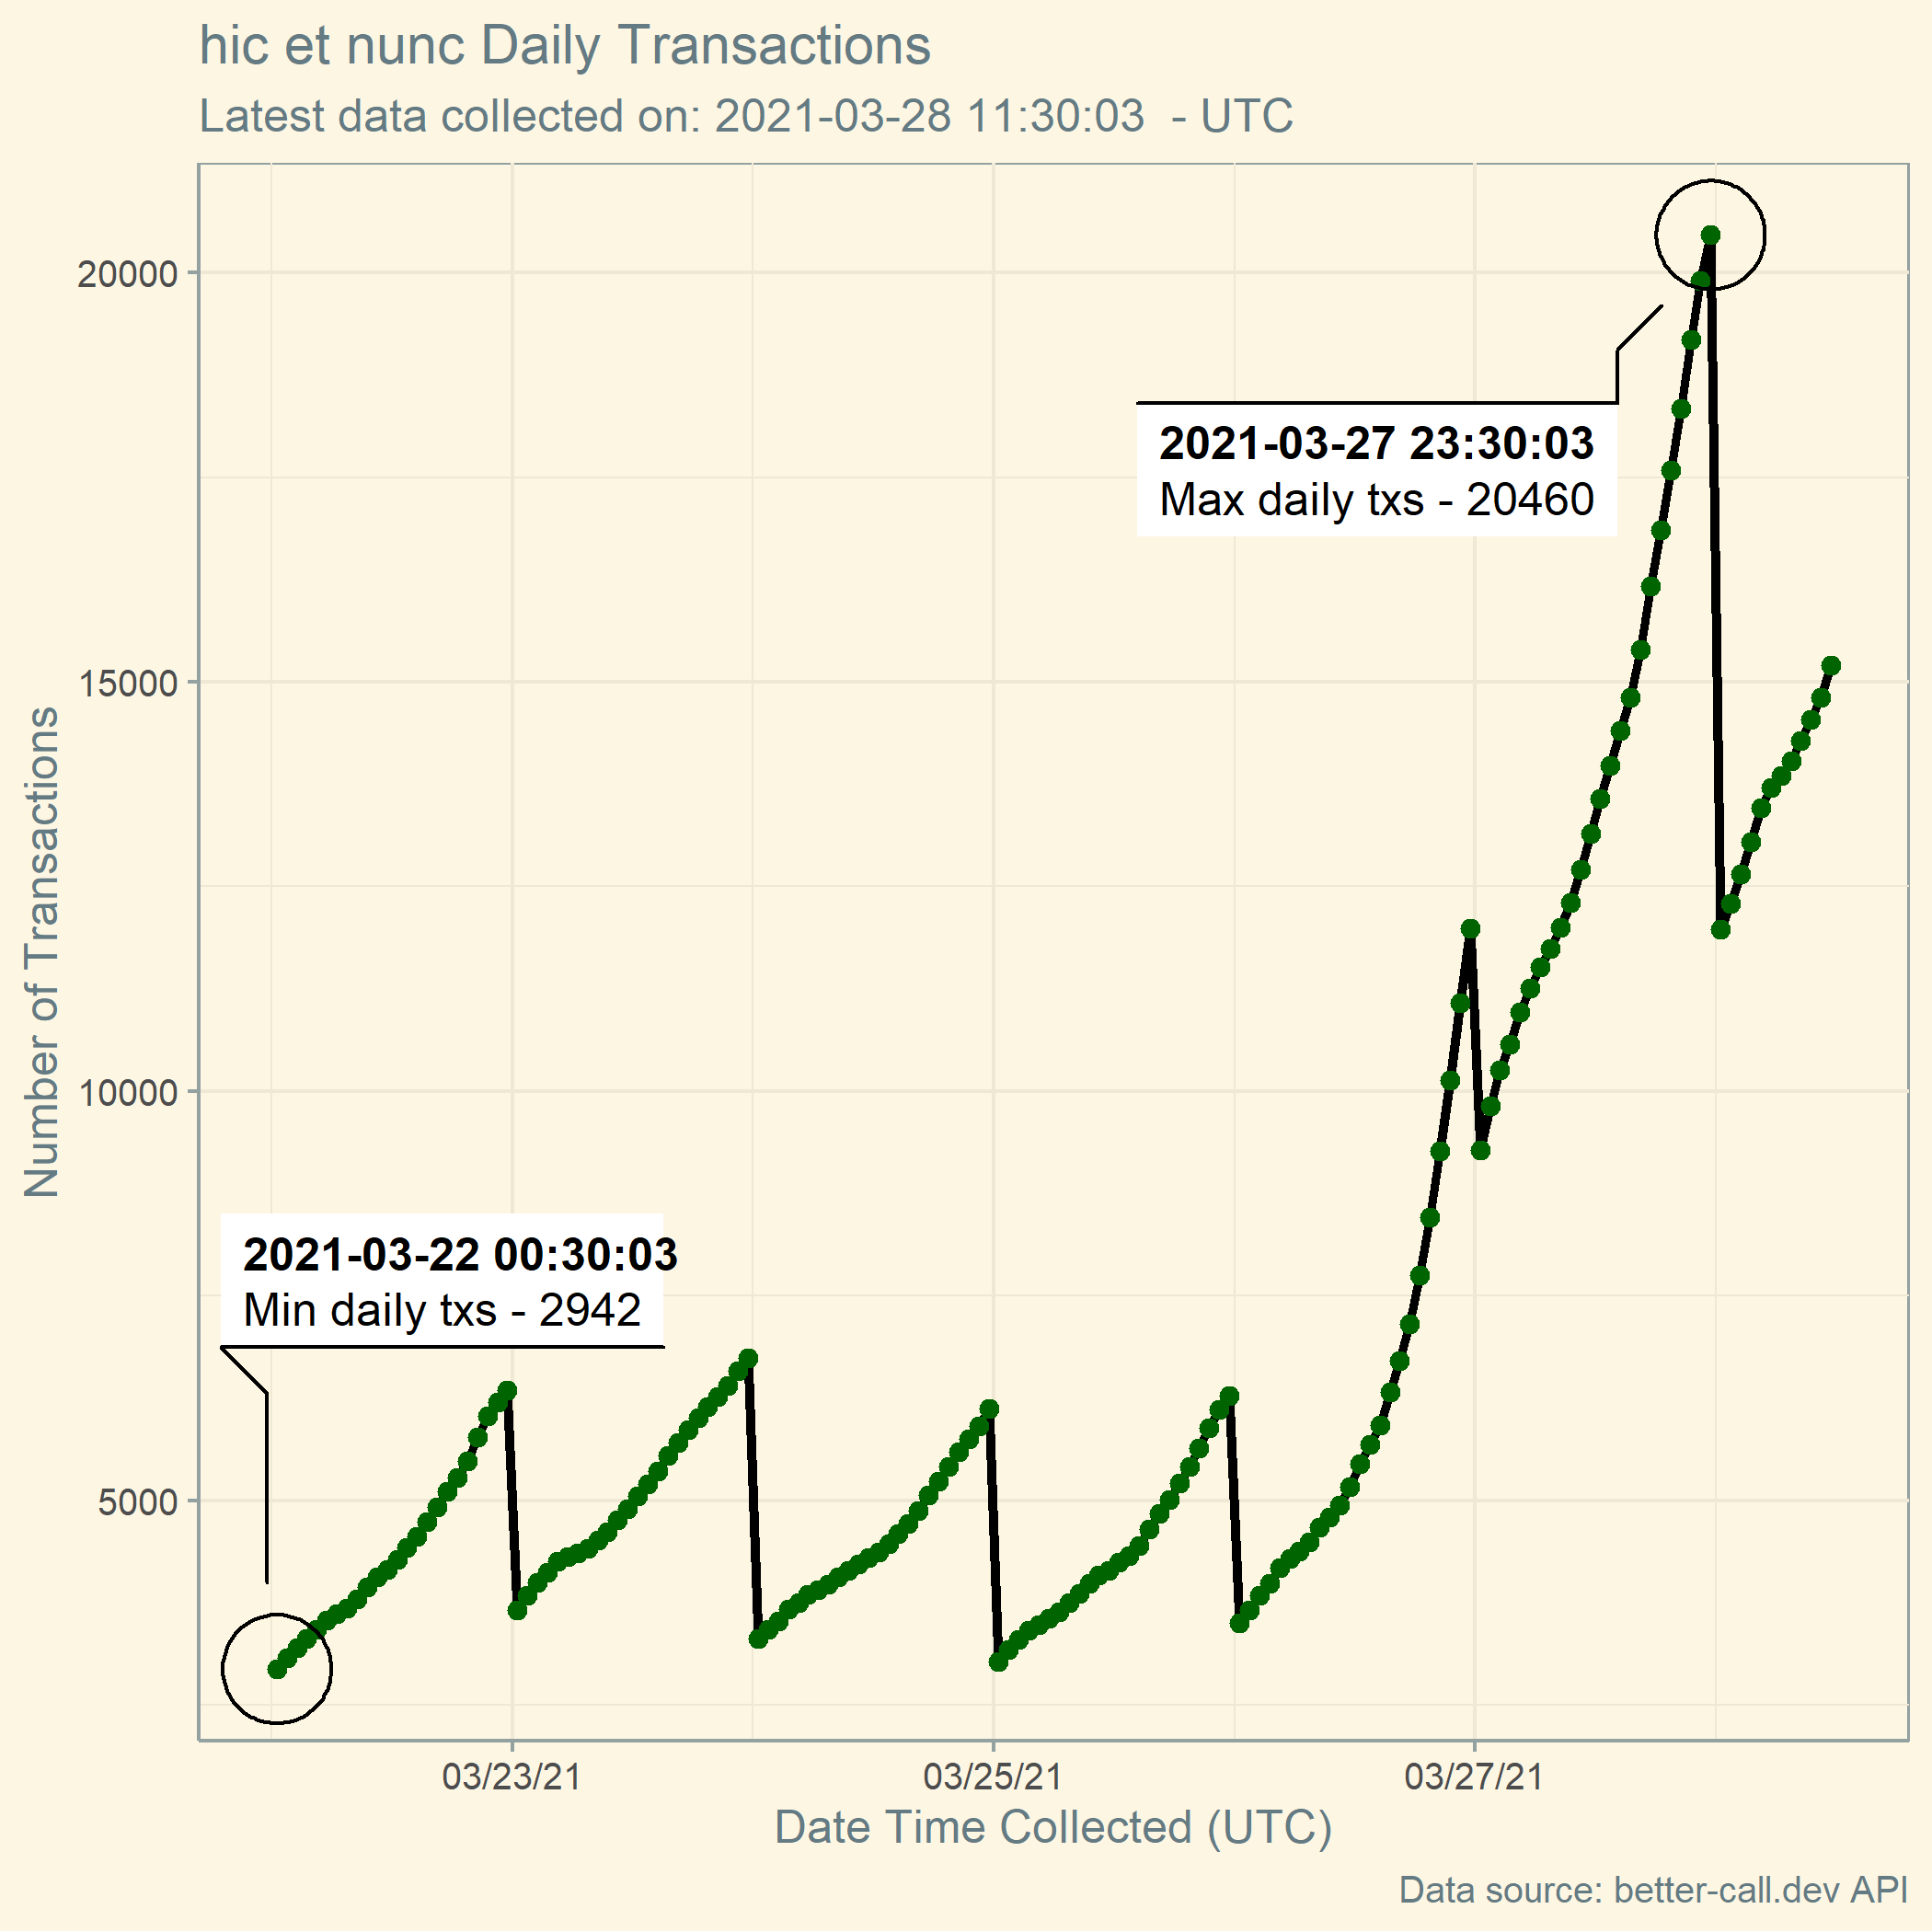 hic et nunc Daily Transactions
Latest data collected on: 2021-03-28 11:30:03  - UTC
Number of Transactions
20000
15000
10000
5000
2021-03-27 23:30:03
Max daily txs - 20460
2021-03-22 00:30:03
Min daily txs - 2942
03/23/21
03/25/21
03/27/21
Date Time Collected (UTC)
Data source: better-call.dev API